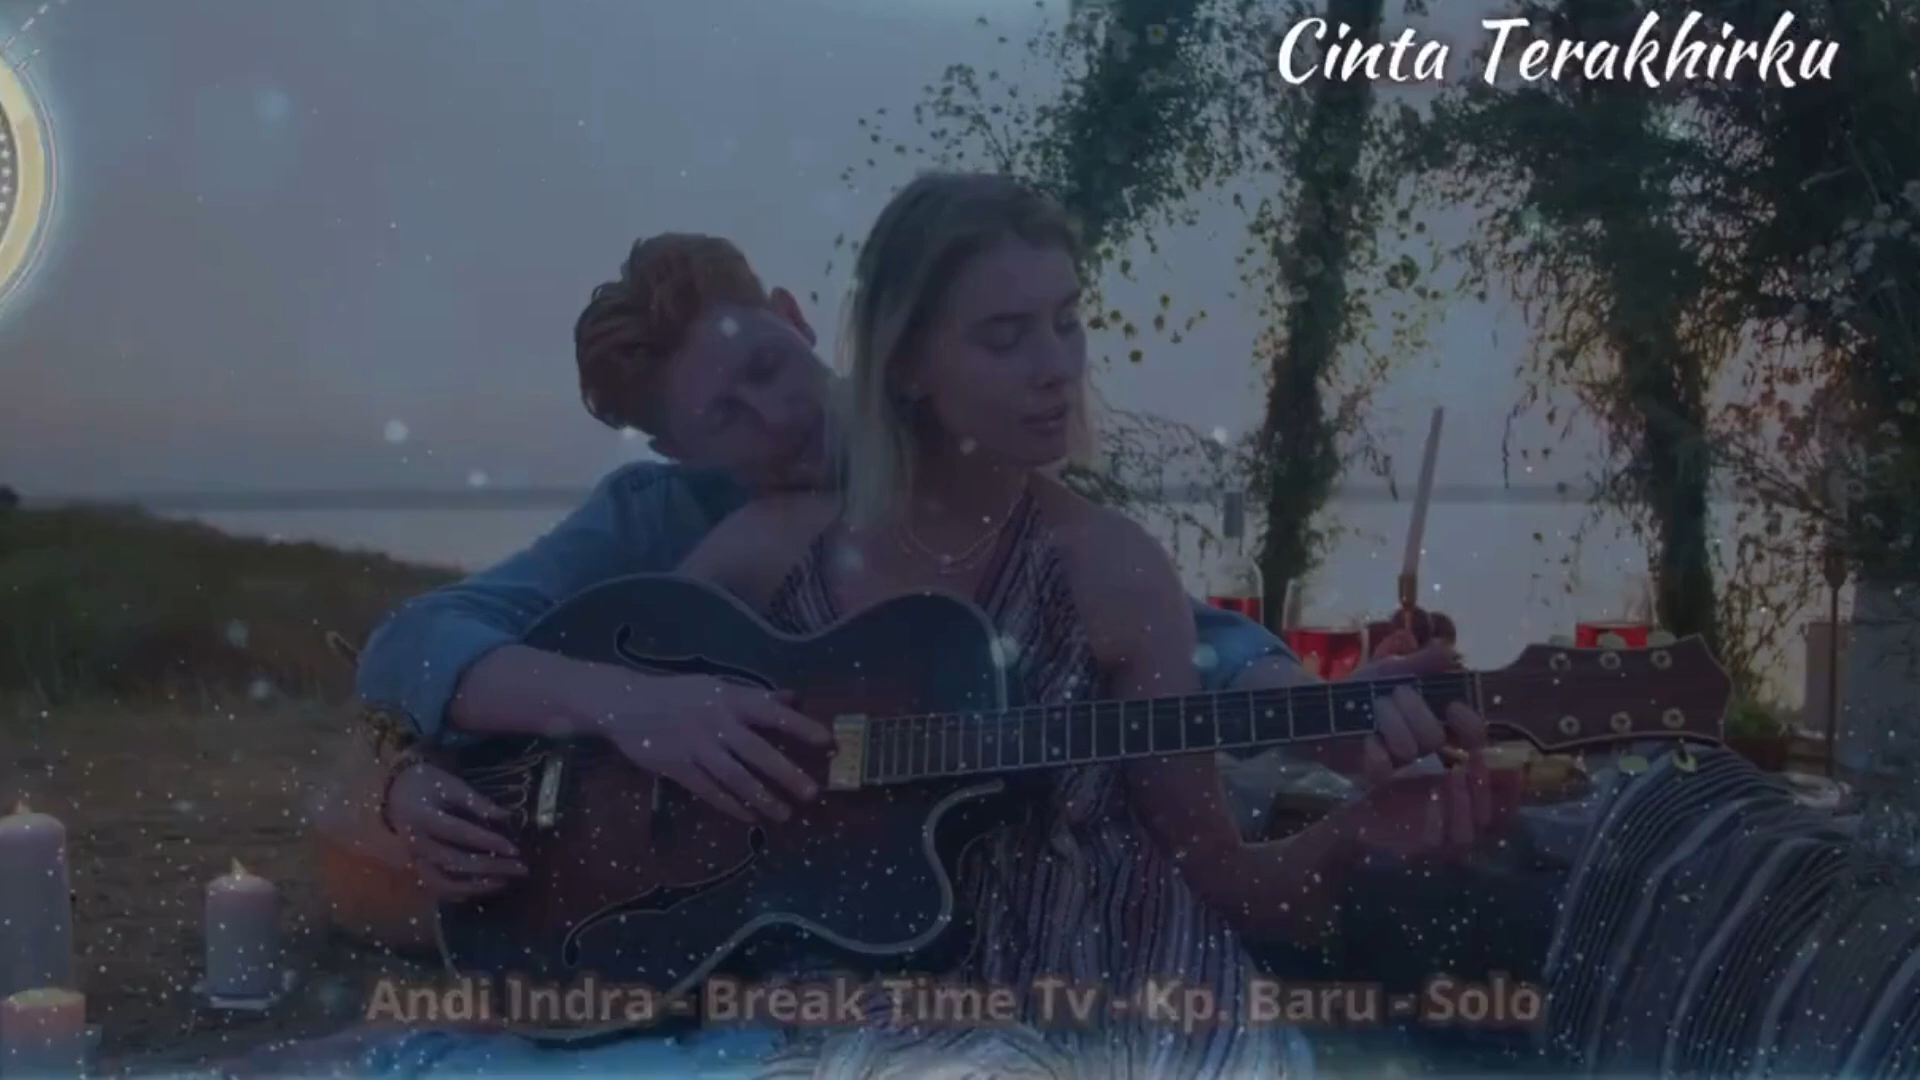 Cinta Terakhirku
Andi Indra - Break Time Tv - Kp. Baru - Solo